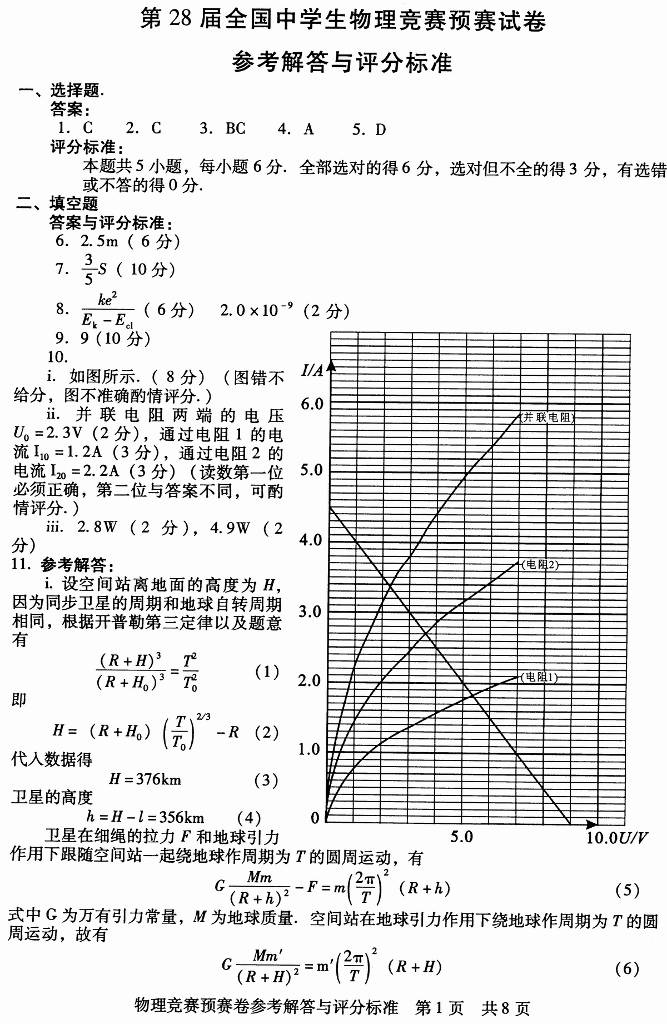 第 28 届全国中学生物理竞赛预赛试卷
参考解答与评分标准
一、选择题.
答案：
1. C 2. C 3. BC 4. A 5. D
评分标准：
本题共 5 小题，每小题 6 分. 全部选对的得 6 分，选对但不全的得 3 分，有选错
或不答的得 0 分.
二、填空题
答案与评分标准：
6. 2.5m ( 6 分)
7. 3/5 S ( 10 分)
8. ke²/(E_k − E_cl) ( 6 分) 2.0×10⁻⁹ (2 分)
9. 9 (10 分)
10.
i. 如图所示. ( 8 分) (图错不
给分，图不准确酌情评分.)
ii. 并联电阻两端的电压
U₀ =2.3V (2 分)，通过电阻 1 的电
流 I₁₀ =1.2A (3 分)，通过电阻 2 的
电流 I₂₀ =2.2A (3 分) (读数第一位
必须正确，第二位与答案不同，可酌
情评分.)
iii. 2.8W ( 2 分)，4.9W ( 2
分)
I/A
6.0
5.0
4.0
3.0
2.0
1.0
0
5.0
10.0 U/V
(并联电阻)
(电阻2)
(电阻1)
11. 参考解答：
i. 设空间站离地面的高度为 H,
因为同步卫星的周期和地球自转周期
相同，根据开普勒第三定律以及题意
有
(R + H)³/(R + H₀)³ = T²/T₀² (1)
即
H = (R + H₀) (T/T₀)^2/3 − R (2)
代人数据得
H = 376km (3)
卫星的高度
h = H − l = 356km (4)
卫星在细绳的拉力 F 和地球引力
作用下跟随空间站一起绕地球作周期为 T 的圆周运动，有
G Mm/(R + h)² − F = m(2π/T)² (R + h) (5)
式中 G 为万有引力常量，M 为地球质量. 空间站在地球引力作用下绕地球作周期为 T 的圆
周运动，故有
G Mm′/(R + H)² = m′(2π/T)² (R + H) (6)
物理竞赛预赛卷参考解答与评分标准 第 1 页 共 8 页